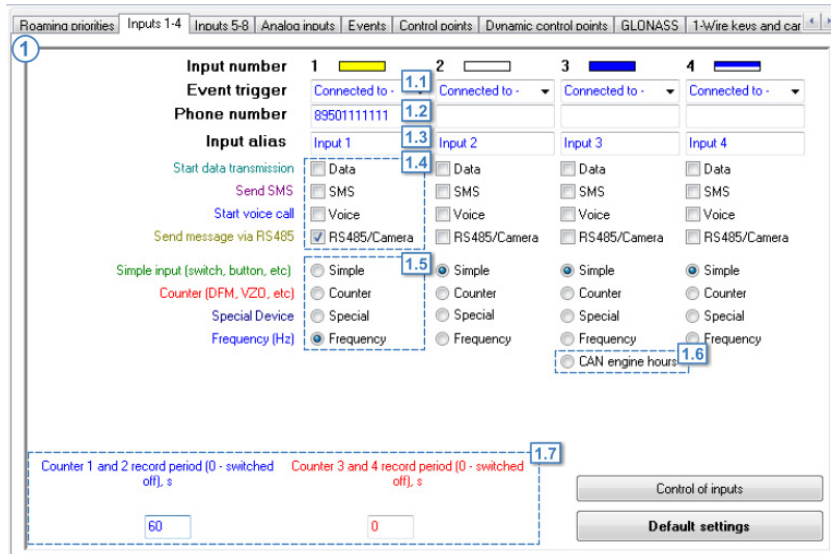 Roaming priorities Inputs 1-4 Inputs 5-8 Analog inputs Events Control points Dynamic control points GLONASS 1-Wire keys and car
1
Input number 1 2 3 4
Event trigger Connected to - 1.1 Connected to - Connected to - Connected to -
Phone number 89501111111 1.2
Input alias Input 1 1.3 Input 2 Input 3 Input 4
Start data transmission Data 1.4 Data Data Data
Send SMS SMS SMS SMS SMS
Start voice call Voice Voice Voice Voice
Send message via RS485 RS485/Camera RS485/Camera RS485/Camera RS485/Camera
Simple input (switch, button, etc) Simple 1.5 Simple Simple Simple
Counter (DFM, VZO, etc) Counter Counter Counter Counter
Special Device Special Special Special Special
Frequency (Hz) Frequency Frequency Frequency Frequency
CAN engine hours 1.6
1.7
Counter 1 and 2 record period (0 - switched Counter 3 and 4 record period (0 - switched
off), s off), s
Control of inputs
60 0 Default settings